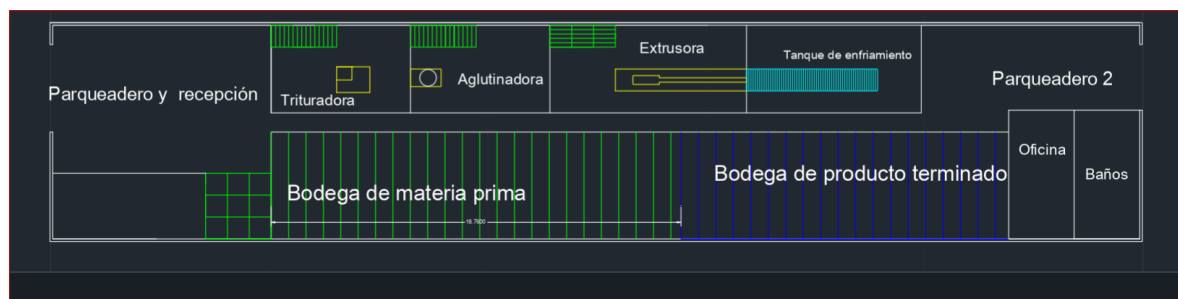 Extrusora
Tanque de enfriamiento
Parqueadero y recepción
Trituradora
Aglutinadora
Parqueadero 2
Oficina
Baños
Bodega de materia prima
Bodega de producto terminado